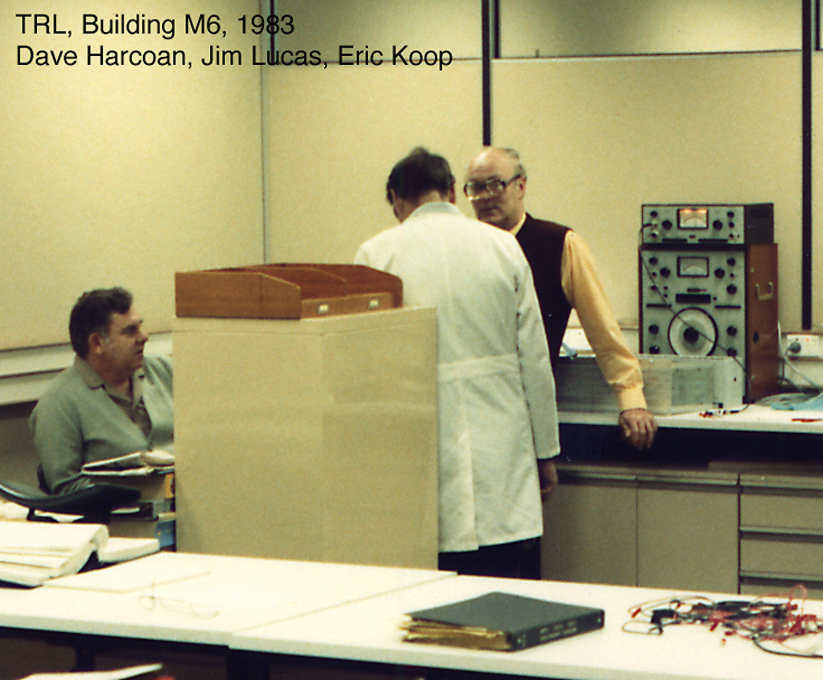 TRL, Building M6, 1983
Dave Harcoan, Jim Lucas, Eric Koop